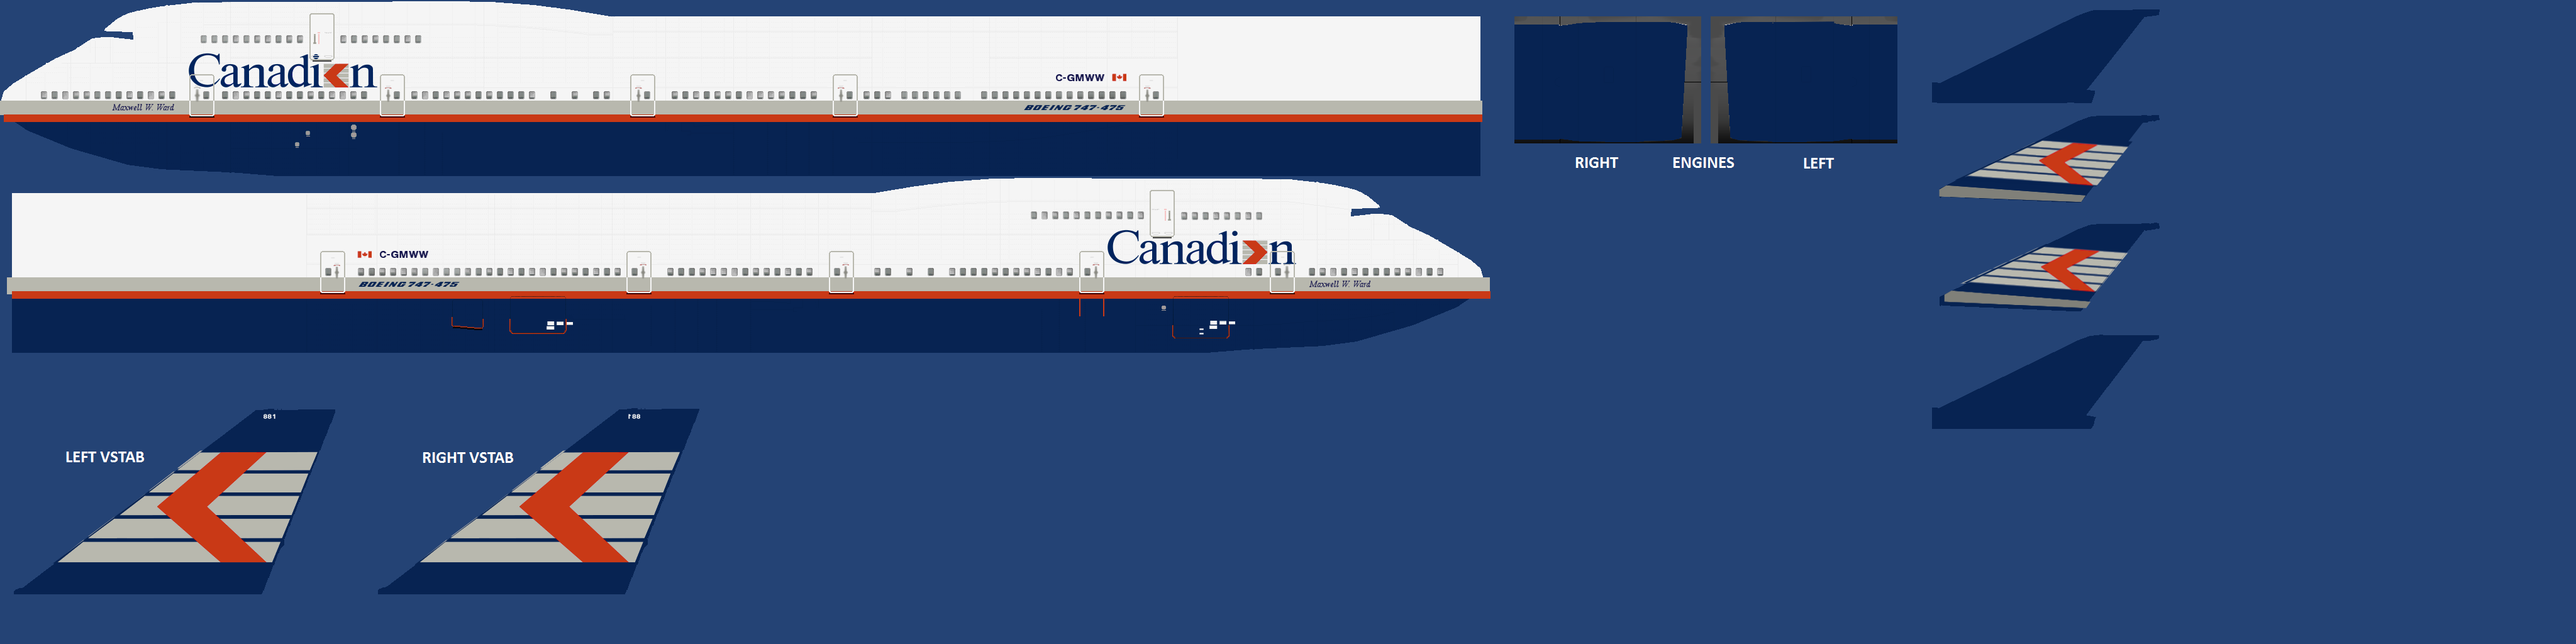 Canadian
C-GMWW
Maxwell W. Ward
BOEING 747-475
RIGHT ENGINES LEFT
Canadian
C-GMWW
BOEING 747-475
Maxwell W. Ward
881
188
LEFT VSTAB
RIGHT VSTAB